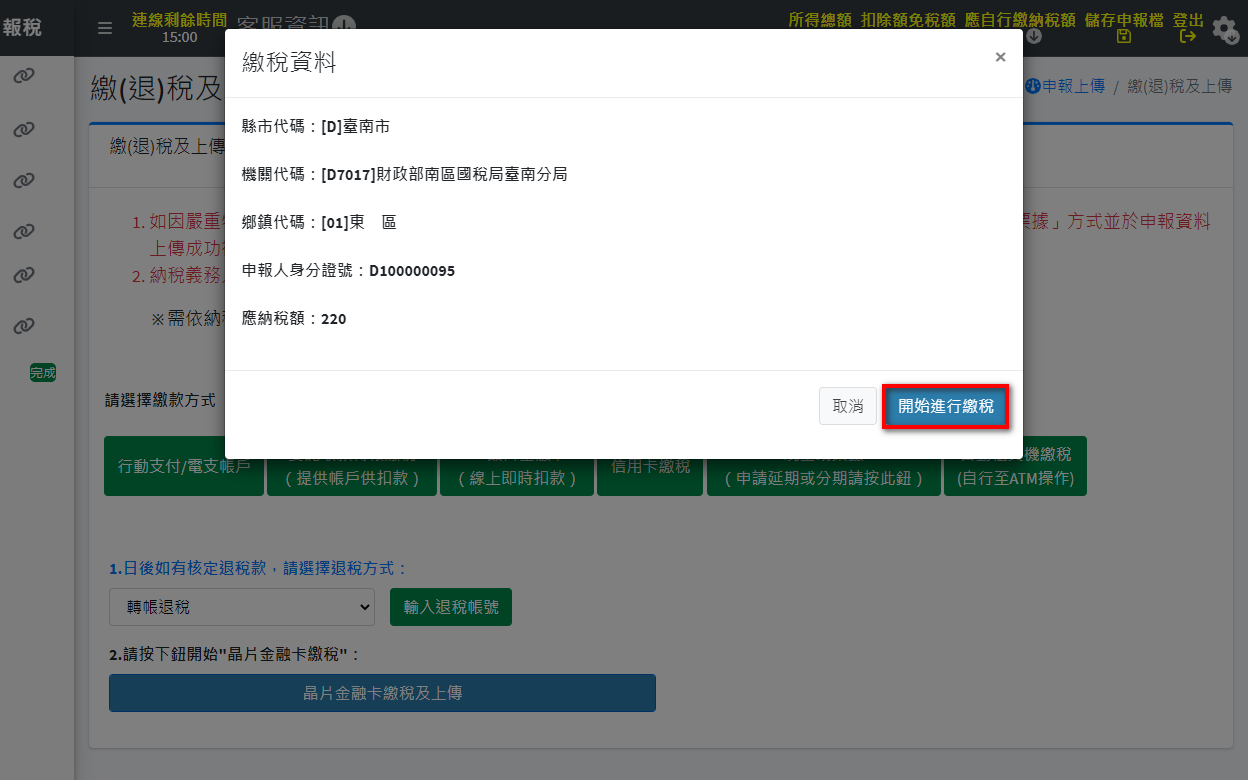 報稅
連線剩餘時間
15:00
客服資訊
所得總額 扣除額免稅額 應自行繳納稅額 儲存申報檔 登出
繳(退)稅及
申報上傳 / 繳(退)稅及上傳
繳(退)稅及上傳
1. 如因嚴重
票據」方式並於申報資料
上傳成功
2. 納稅義務
※需依納
完成
請選擇繳款方式
繳稅資料
×
縣市代碼：[D]臺南市
機關代碼：[D7017]財政部南區國稅局臺南分局
鄉鎮代碼：[01]東　區
申報人身分證號：D100000095
應納稅額：220
取消
開始進行繳稅
行動支付/電支帳戶
(提供帳戶供扣款)
(線上即時扣款)
信用卡繳稅
(申請延期或分期請按此鈕)
機繳稅
(自行至ATM操作)
1.日後如有核定退稅款，請選擇退稅方式：
轉帳退稅
輸入退稅帳號
2.請按下鈕開始"晶片金融卡繳稅"：
晶片金融卡繳稅及上傳